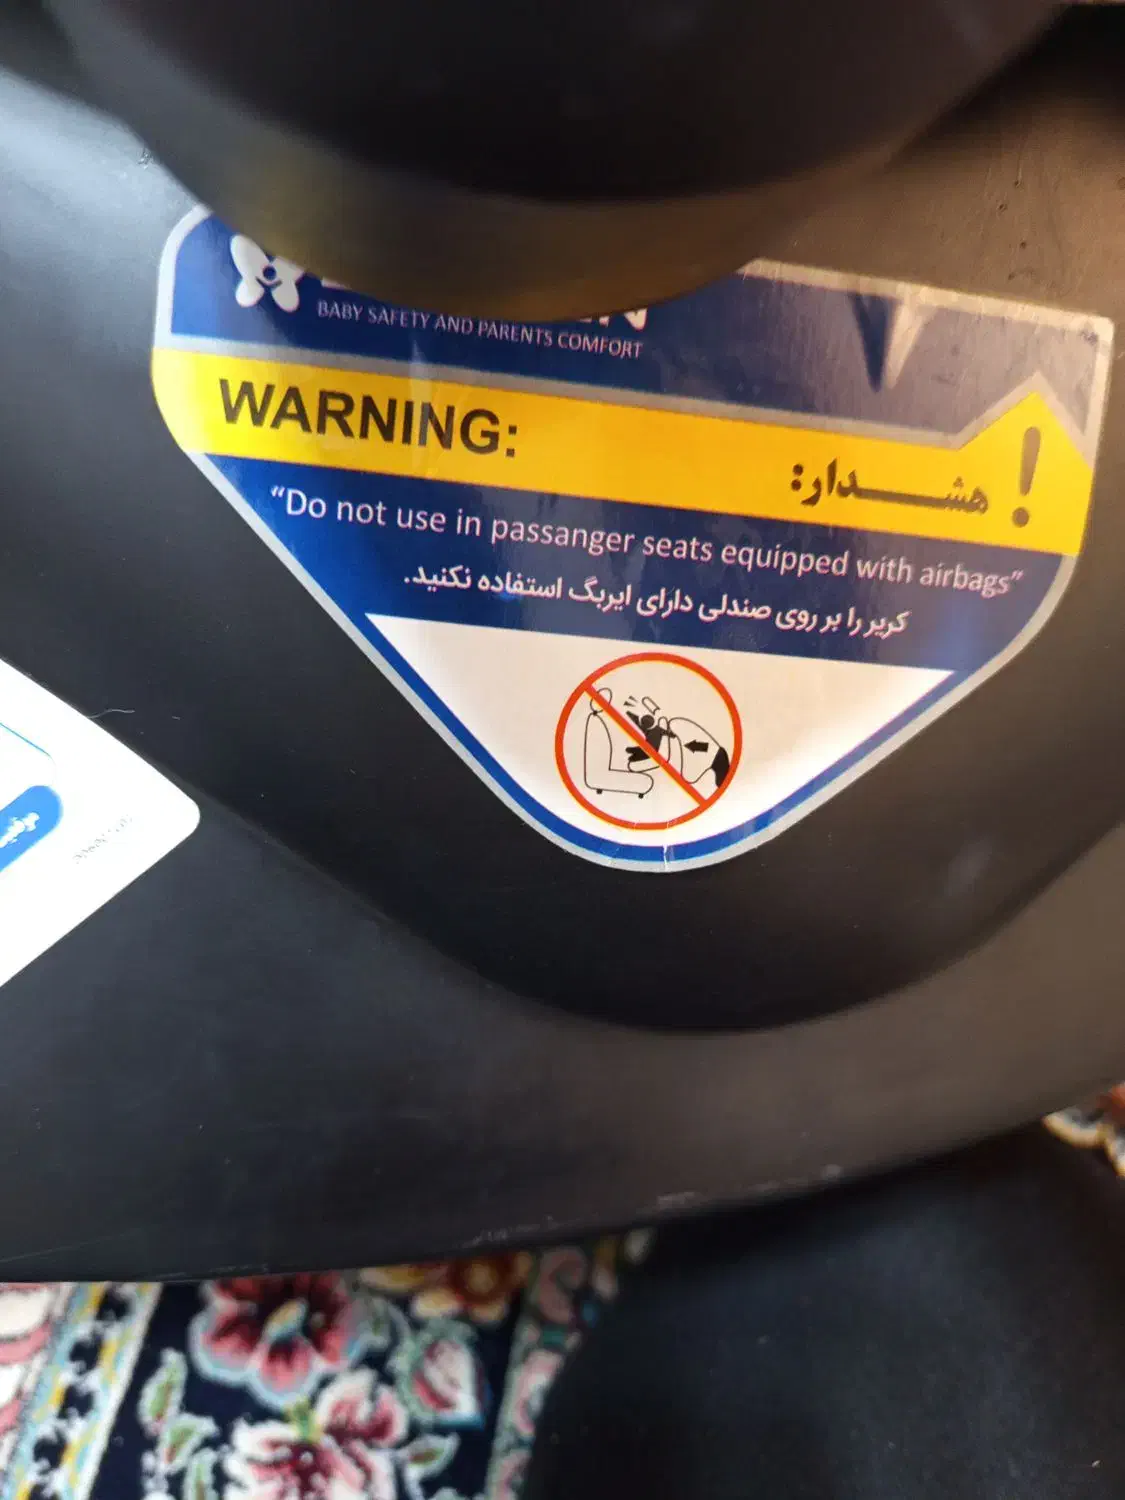 BABY SAFETY AND PARENTS COMFORT
WARNING:
هشدار:
!
“Do not use in passanger seats equipped with airbags”
کریر را بر روی صندلی دارای ایربگ استفاده نکنید.